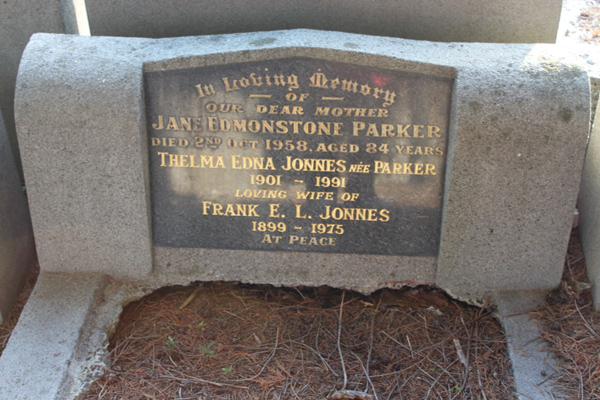 In Loving Memory
— OF —
OUR DEAR MOTHER
JANE EDMONSTONE PARKER
DIED 2ND OCT 1958, AGED 84 YEARS
THELMA EDNA JONNES NÉE PARKER
1901 - 1991
LOVING WIFE OF
FRANK E. L. JONNES
1899 - 1975
AT PEACE